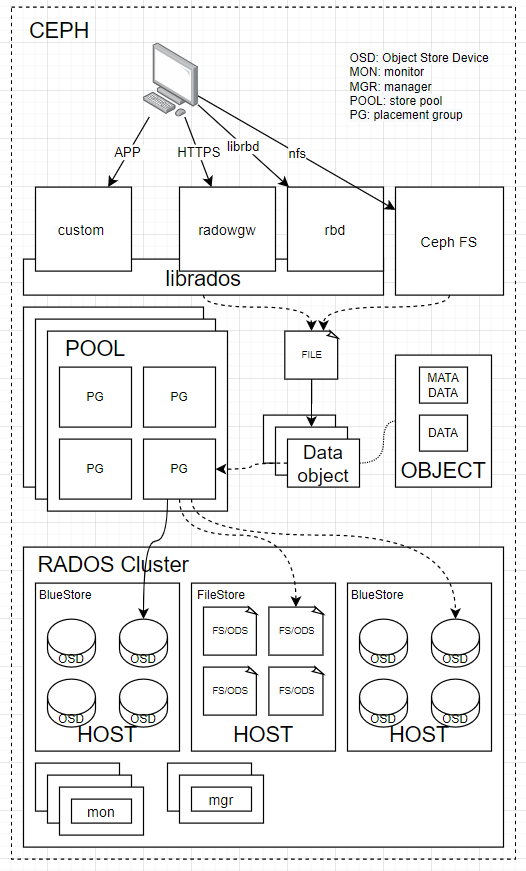 CEPH
OSD: Object Store Device
MON: monitor
MGR: manager
POOL: store pool
PG: placement group
APP
HTTPS
librbd
nfs
custom
radowgw
rbd
Ceph FS
librados
POOL
PG
PG
PG
PG
FILE
Data
object
MATA
DATA
DATA
OBJECT
RADOS Cluster
BlueStore
OSD
OSD
OSD
OSD
HOST
FileStore
FS/ODS
FS/ODS
FS/ODS
FS/ODS
HOST
BlueStore
OSD
OSD
OSD
OSD
HOST
mon
mgr